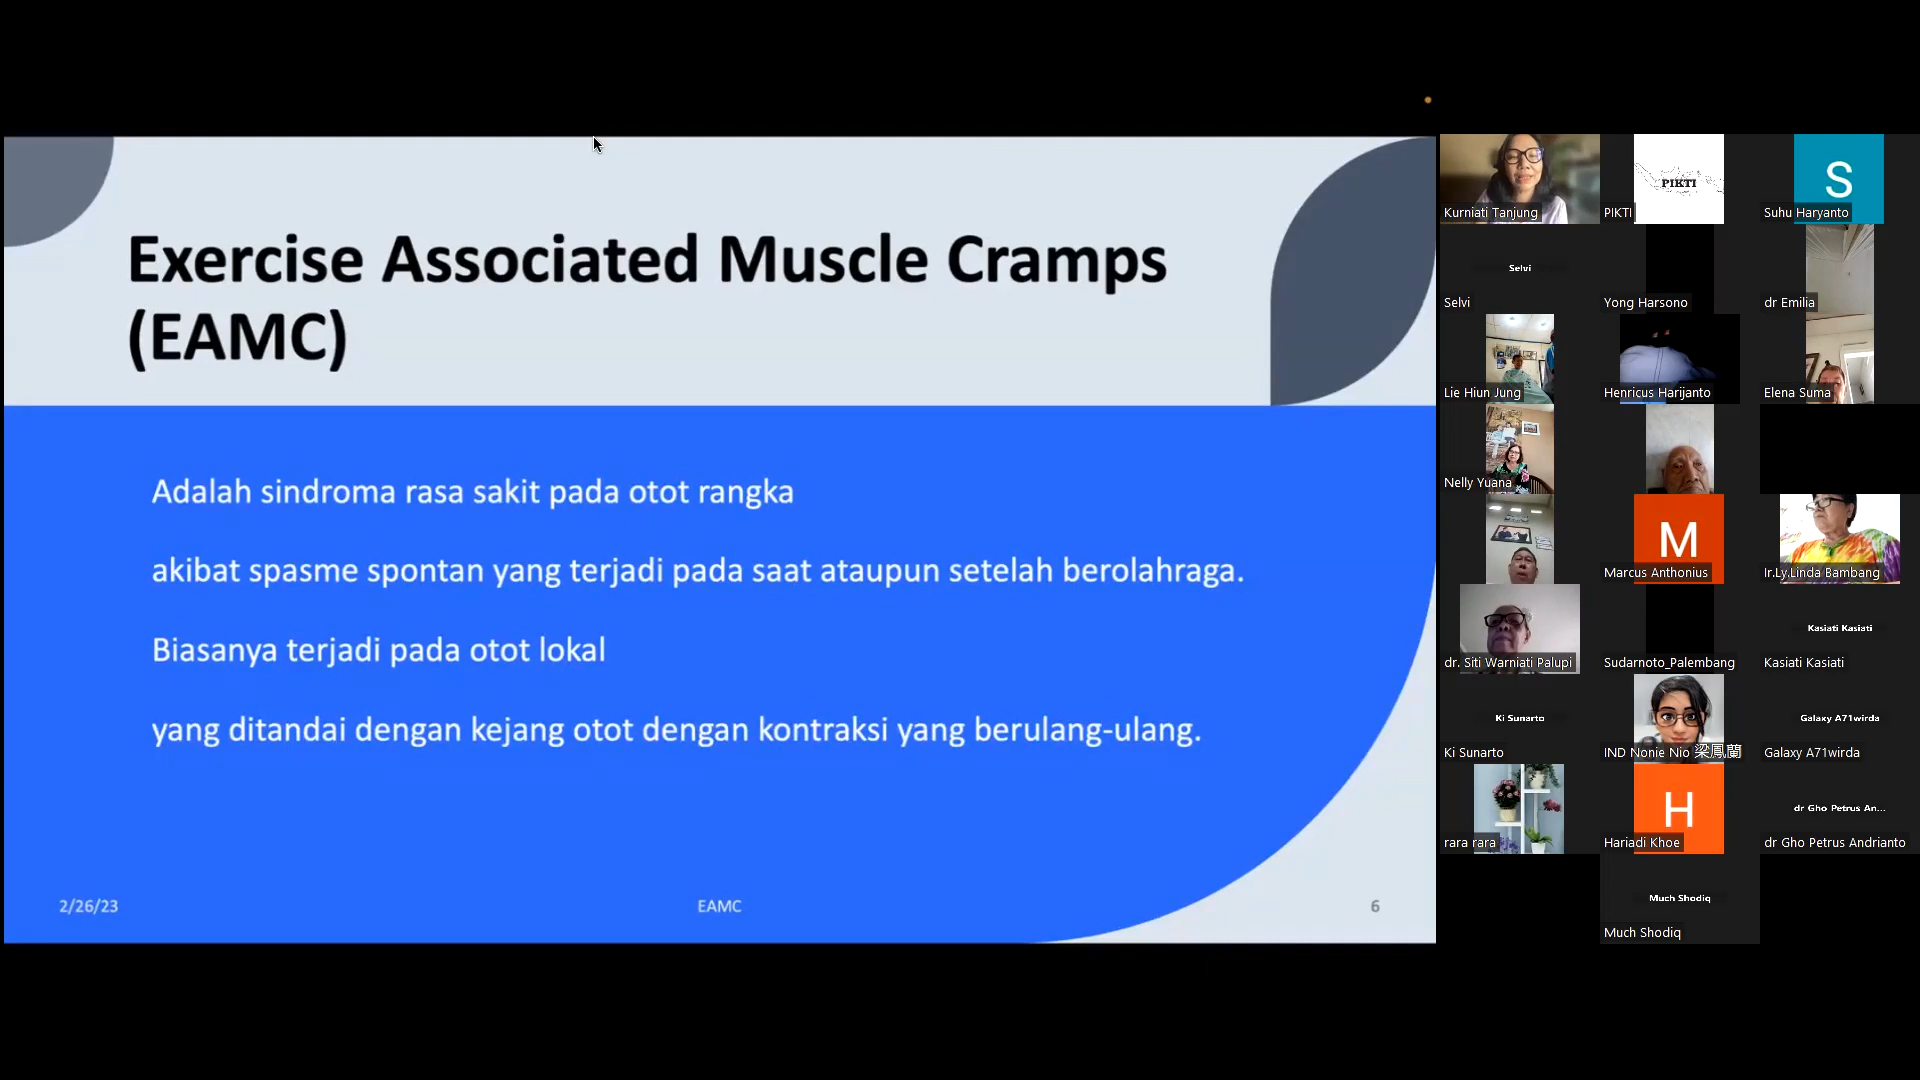 Exercise Associated Muscle Cramps
(EAMC)
Adalah sindroma rasa sakit pada otot rangka
akibat spasme spontan yang terjadi pada saat ataupun setelah berolahraga.
Biasanya terjadi pada otot lokal
yang ditandai dengan kejang otot dengan kontraksi yang berulang-ulang.
2/26/23
EAMC
6
Kurniati Tanjung
PIKTI
PIKTI
S
Suhu Haryanto
Selvi
Selvi
Yong Harsono
dr Emilia
Lie Hiun Jung
Henricus Harijanto
Elena Suma
Nelly Yuana
M
Marcus Anthonius
Ir.Ly.Linda Bambang
dr. Siti Warniati Palupi
Sudarnoto_Palembang
Kasiati Kasiati
Kasiati Kasiati
Ki Sunarto
Ki Sunarto
IND Nonie Nio 梁鳳蘭
Galaxy A71wirda
Galaxy A71wirda
rara rara
H
Hariadi Khoe
dr Gho Petrus An...
dr Gho Petrus Andrianto
Much Shodiq
Much Shodiq